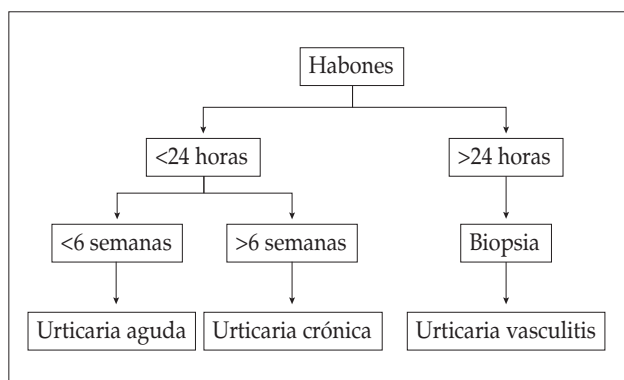 Habones
<24 horas
>24 horas
<6 semanas
>6 semanas
Biopsia
Urticaria aguda
Urticaria crónica
Urticaria vasculitis